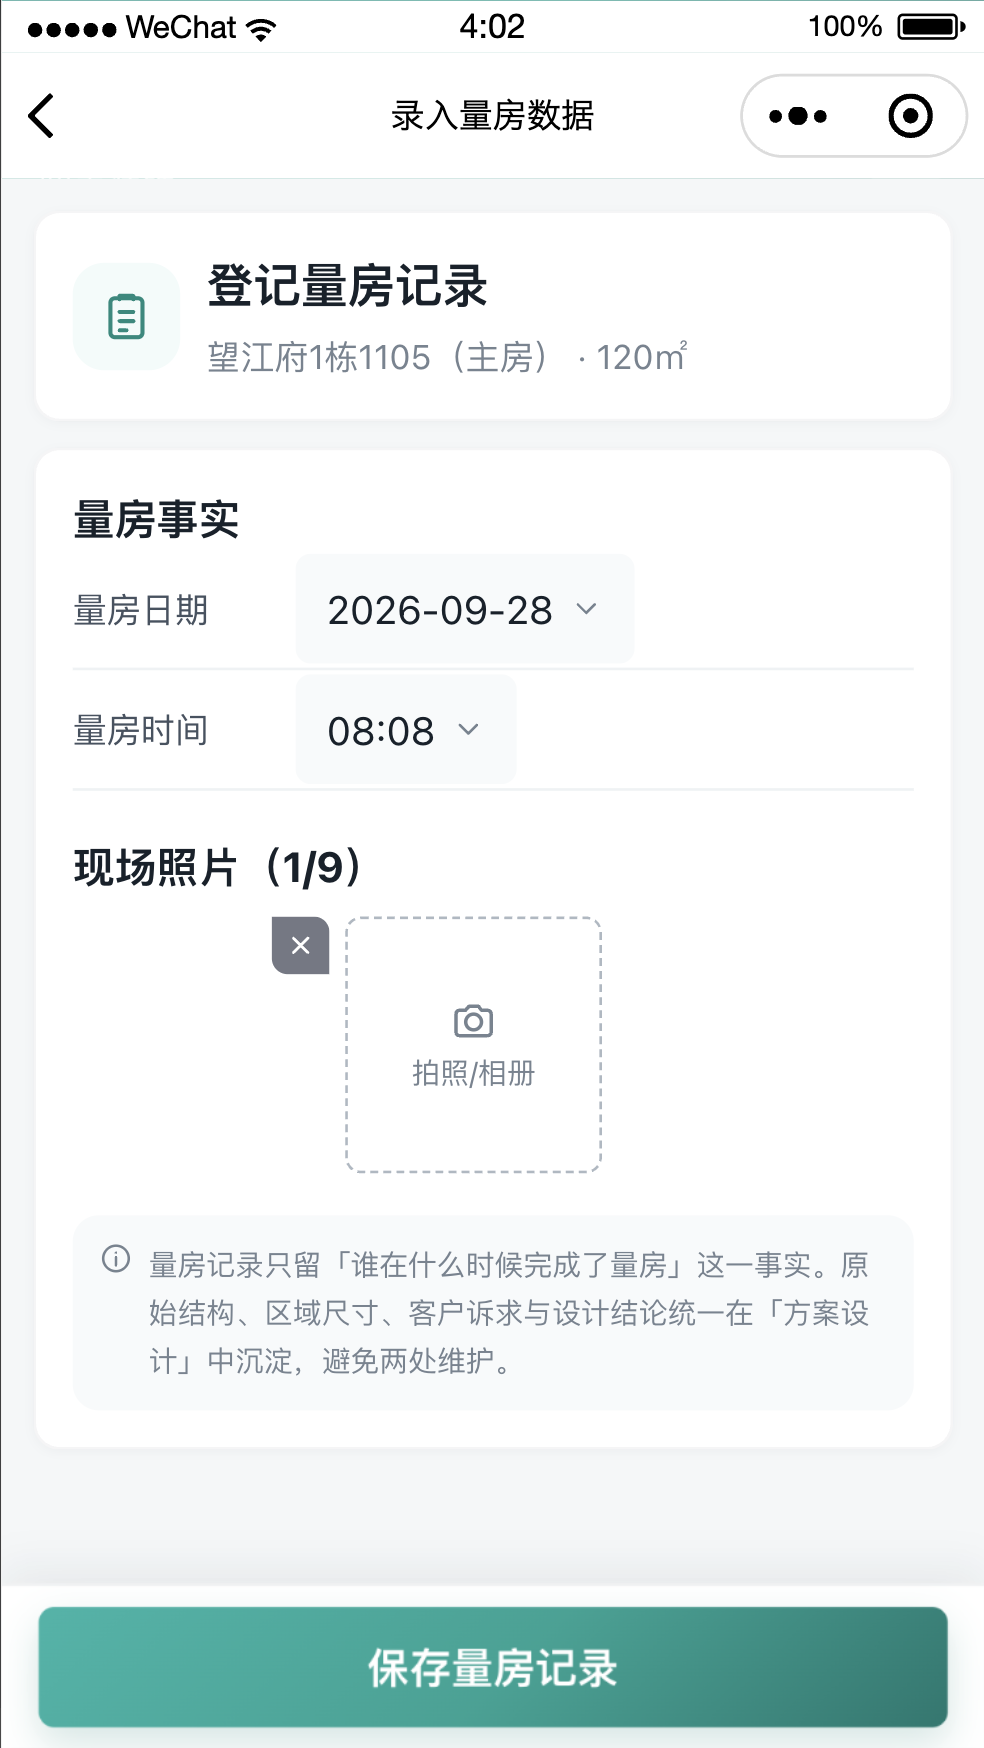 WeChat
4:02
100%
录入量房数据
登记量房记录
望江府1栋1105（主房） · 120㎡
量房事实
量房日期
2026-09-28
量房时间
08:08
现场照片（1/9）
拍照/相册
量房记录只留「谁在什么时候完成了量房」这一事实。原
始结构、区域尺寸、客户诉求与设计结论统一在「方案设
计」中沉淀，避免两处维护。
保存量房记录